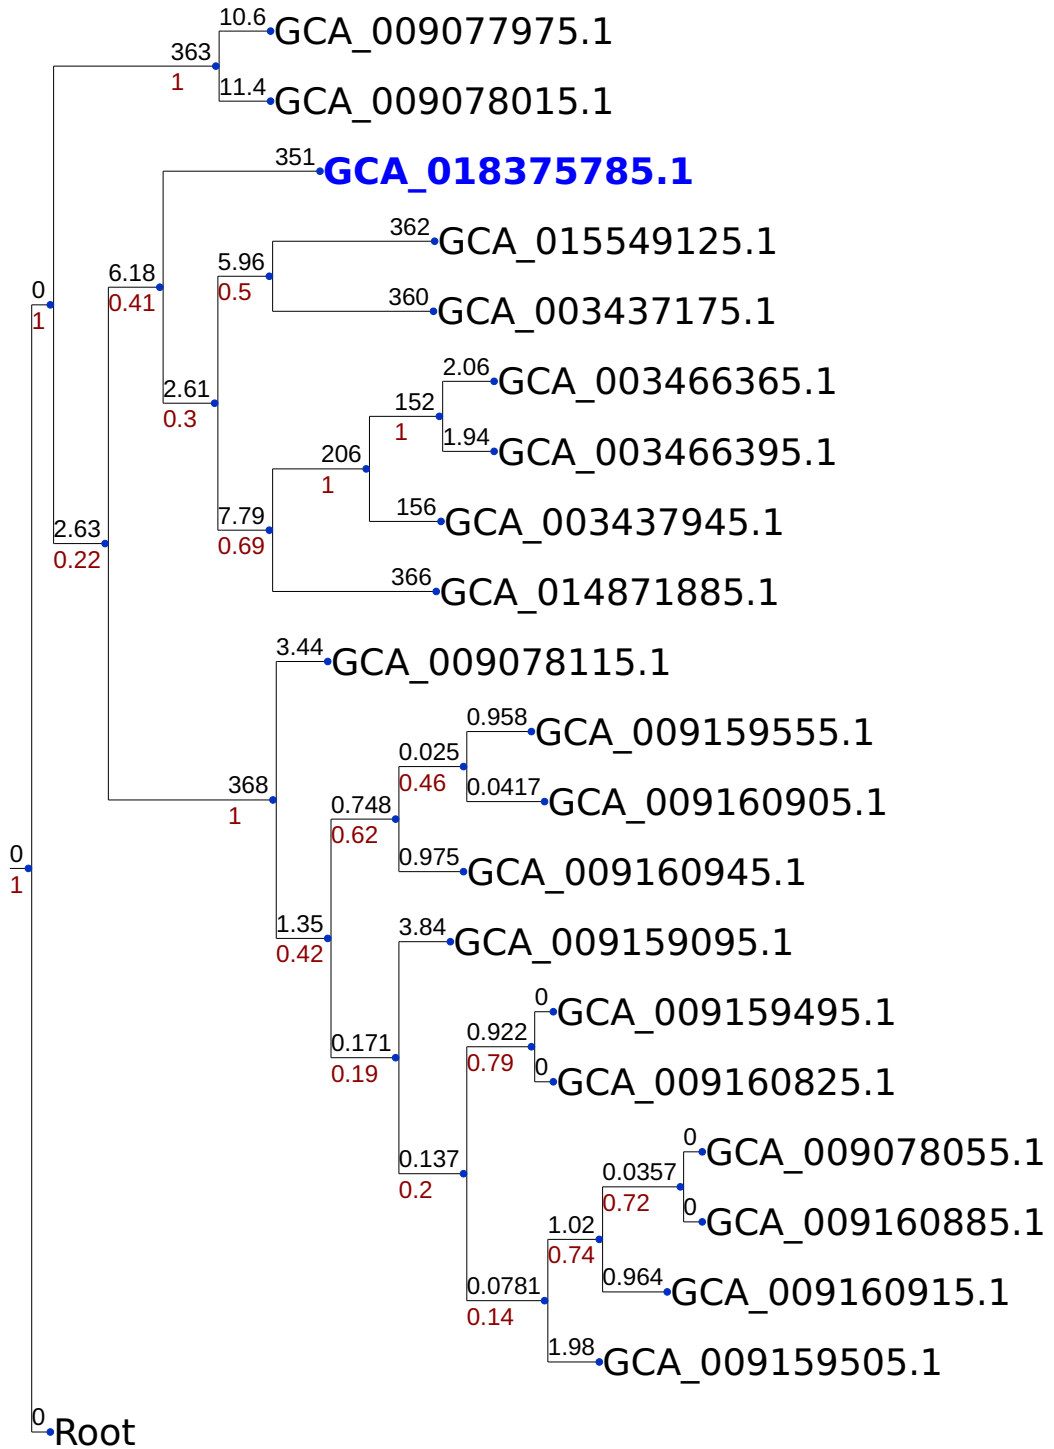 10.6
GCA_009077975.1
363
1
11.4
GCA_009078015.1
351
GCA_018375785.1
362
GCA_015549125.1
5.96
0.5
6.18
0.41
0
1
360
GCA_003437175.1
2.06
GCA_003466365.1
2.61
0.3
152
1
1.94
GCA_003466395.1
206
1
156
GCA_003437945.1
2.63
0.22
7.79
0.69
366
GCA_014871885.1
3.44
GCA_009078115.1
0.958
GCA_009159555.1
0.025
0.46
368
1
0.0417
GCA_009160905.1
0.748
0.62
0
1
0.975
GCA_009160945.1
1.35
0.42
3.84
GCA_009159095.1
0
GCA_009159495.1
0.171
0.19
0.922
0.79
0
GCA_009160825.1
0
GCA_009078055.1
0.137
0.2
0.0357
0.72
0
GCA_009160885.1
1.02
0.74
0.964
GCA_009160915.1
0.0781
0.14
1.98
GCA_009159505.1
0
Root